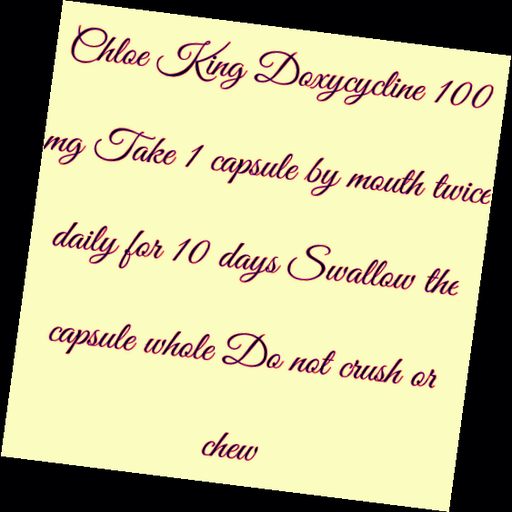 Chloe King Doxycycline 100
mg Take 1 capsule by mouth twice
daily for 10 days Swallow the
capsule whole Do not crush or
chew